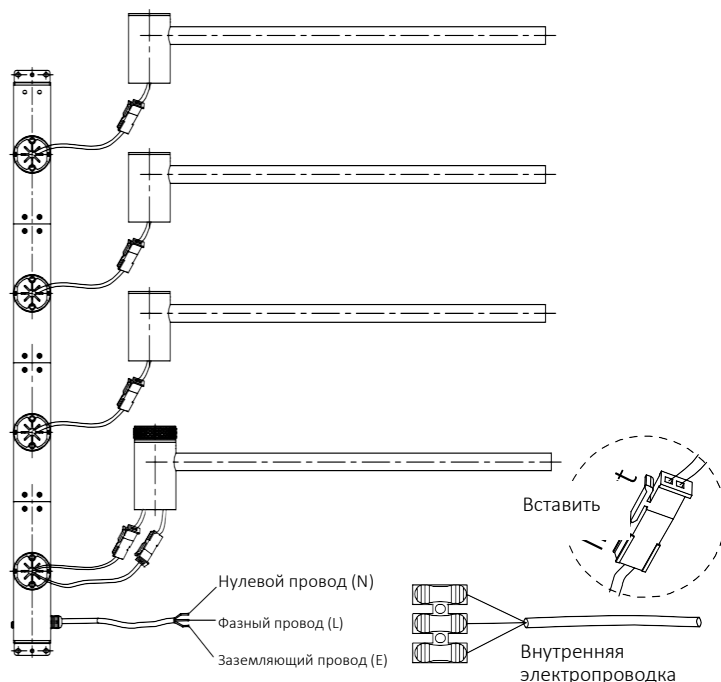 Вставить
t
Нулевой провод (N)
Фазный провод (L)
Заземляющий провод (E)
Внутренняя
электропроводка